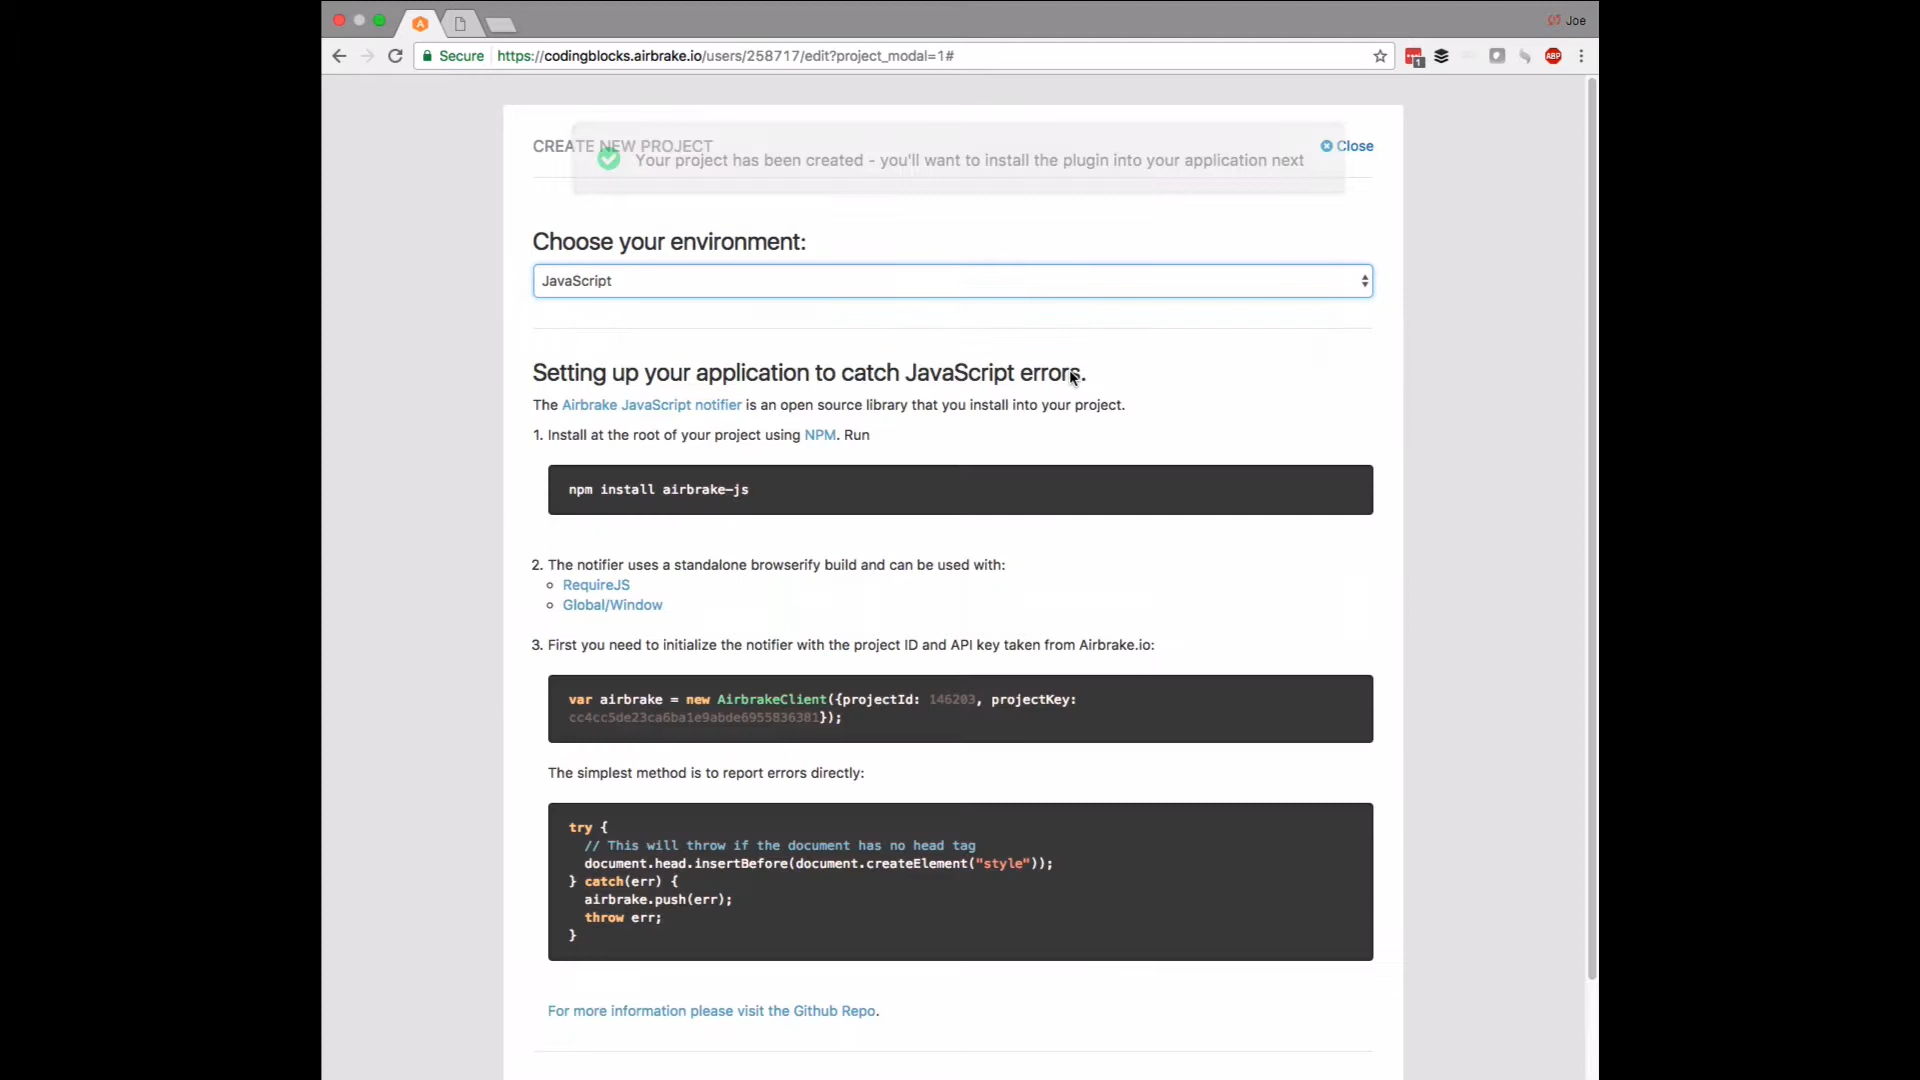 Joe
Secure https://codingblocks.airbrake.io/users/258717/edit?project_modal=1#
1
ABP
CREATE NEW PROJECT
Close
Your project has been created - you'll want to install the plugin into your application next
Choose your environment:
JavaScript
Setting up your application to catch JavaScript errors.
The Airbrake JavaScript notifier is an open source library that you install into your project.
1. Install at the root of your project using NPM. Run
npm install airbrake-js
2. The notifier uses a standalone browserify build and can be used with:
RequireJS
Global/Window
3. First you need to initialize the notifier with the project ID and API key taken from Airbrake.io:
var airbrake = new AirbrakeClient({projectId: 146203, projectKey:
cc4cc5de23ca6ba1e9abde6955836381});
The simplest method is to report errors directly:
try {
// This will throw if the document has no head tag
document.head.insertBefore(document.createElement("style"));
} catch(err) {
airbrake.push(err);
throw err;
}
For more information please visit the Github Repo.